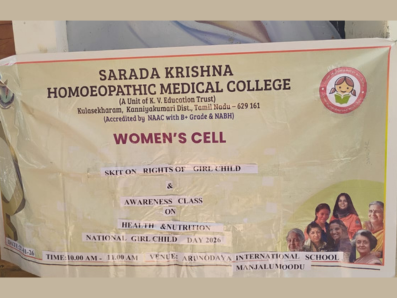 SARADA KRISHNA
HOMOEOPATHIC MEDICAL COLLEGE
(A Unit of K. V. Education Trust)
Kulasekharam, Kanniyakumari Dist., Tamil Nadu – 629 161
(Accredited by NAAC with B+ Grade & NABH)
WOMEN'S CELL
SKIT ON RIGHTS OF GIRL CHILD
&
AWARENESS CLASS
ON
HEALTH &NUTRITION
NATIONAL GIRL CHILD DAY 2026
TIME:10.00 AM – 11.00 AM VENUE: ARUNODAYA INTERNATIONAL SCHOOL
MANJALUMOODU